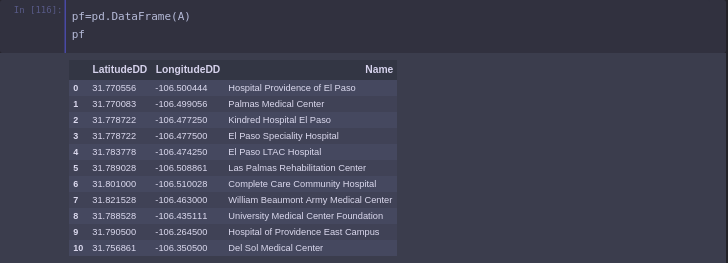 In [116]: pf=pd.DataFrame(A)
pf
LatitudeDD LongitudeDD Name
0 31.770556 -106.500444 Hospital Providence of El Paso
1 31.770083 -106.499056 Palmas Medical Center
2 31.778722 -106.477250 Kindred Hospital El Paso
3 31.778722 -106.477500 El Paso Speciality Hospital
4 31.783778 -106.474250 El Paso LTAC Hospital
5 31.789028 -106.508861 Las Palmas Rehabilitation Center
6 31.801000 -106.510028 Complete Care Community Hospital
7 31.821528 -106.463000 William Beaumont Army Medical Center
8 31.788528 -106.435111 University Medical Center Foundation
9 31.790500 -106.264500 Hospital of Providence East Campus
10 31.756861 -106.350500 Del Sol Medical Center